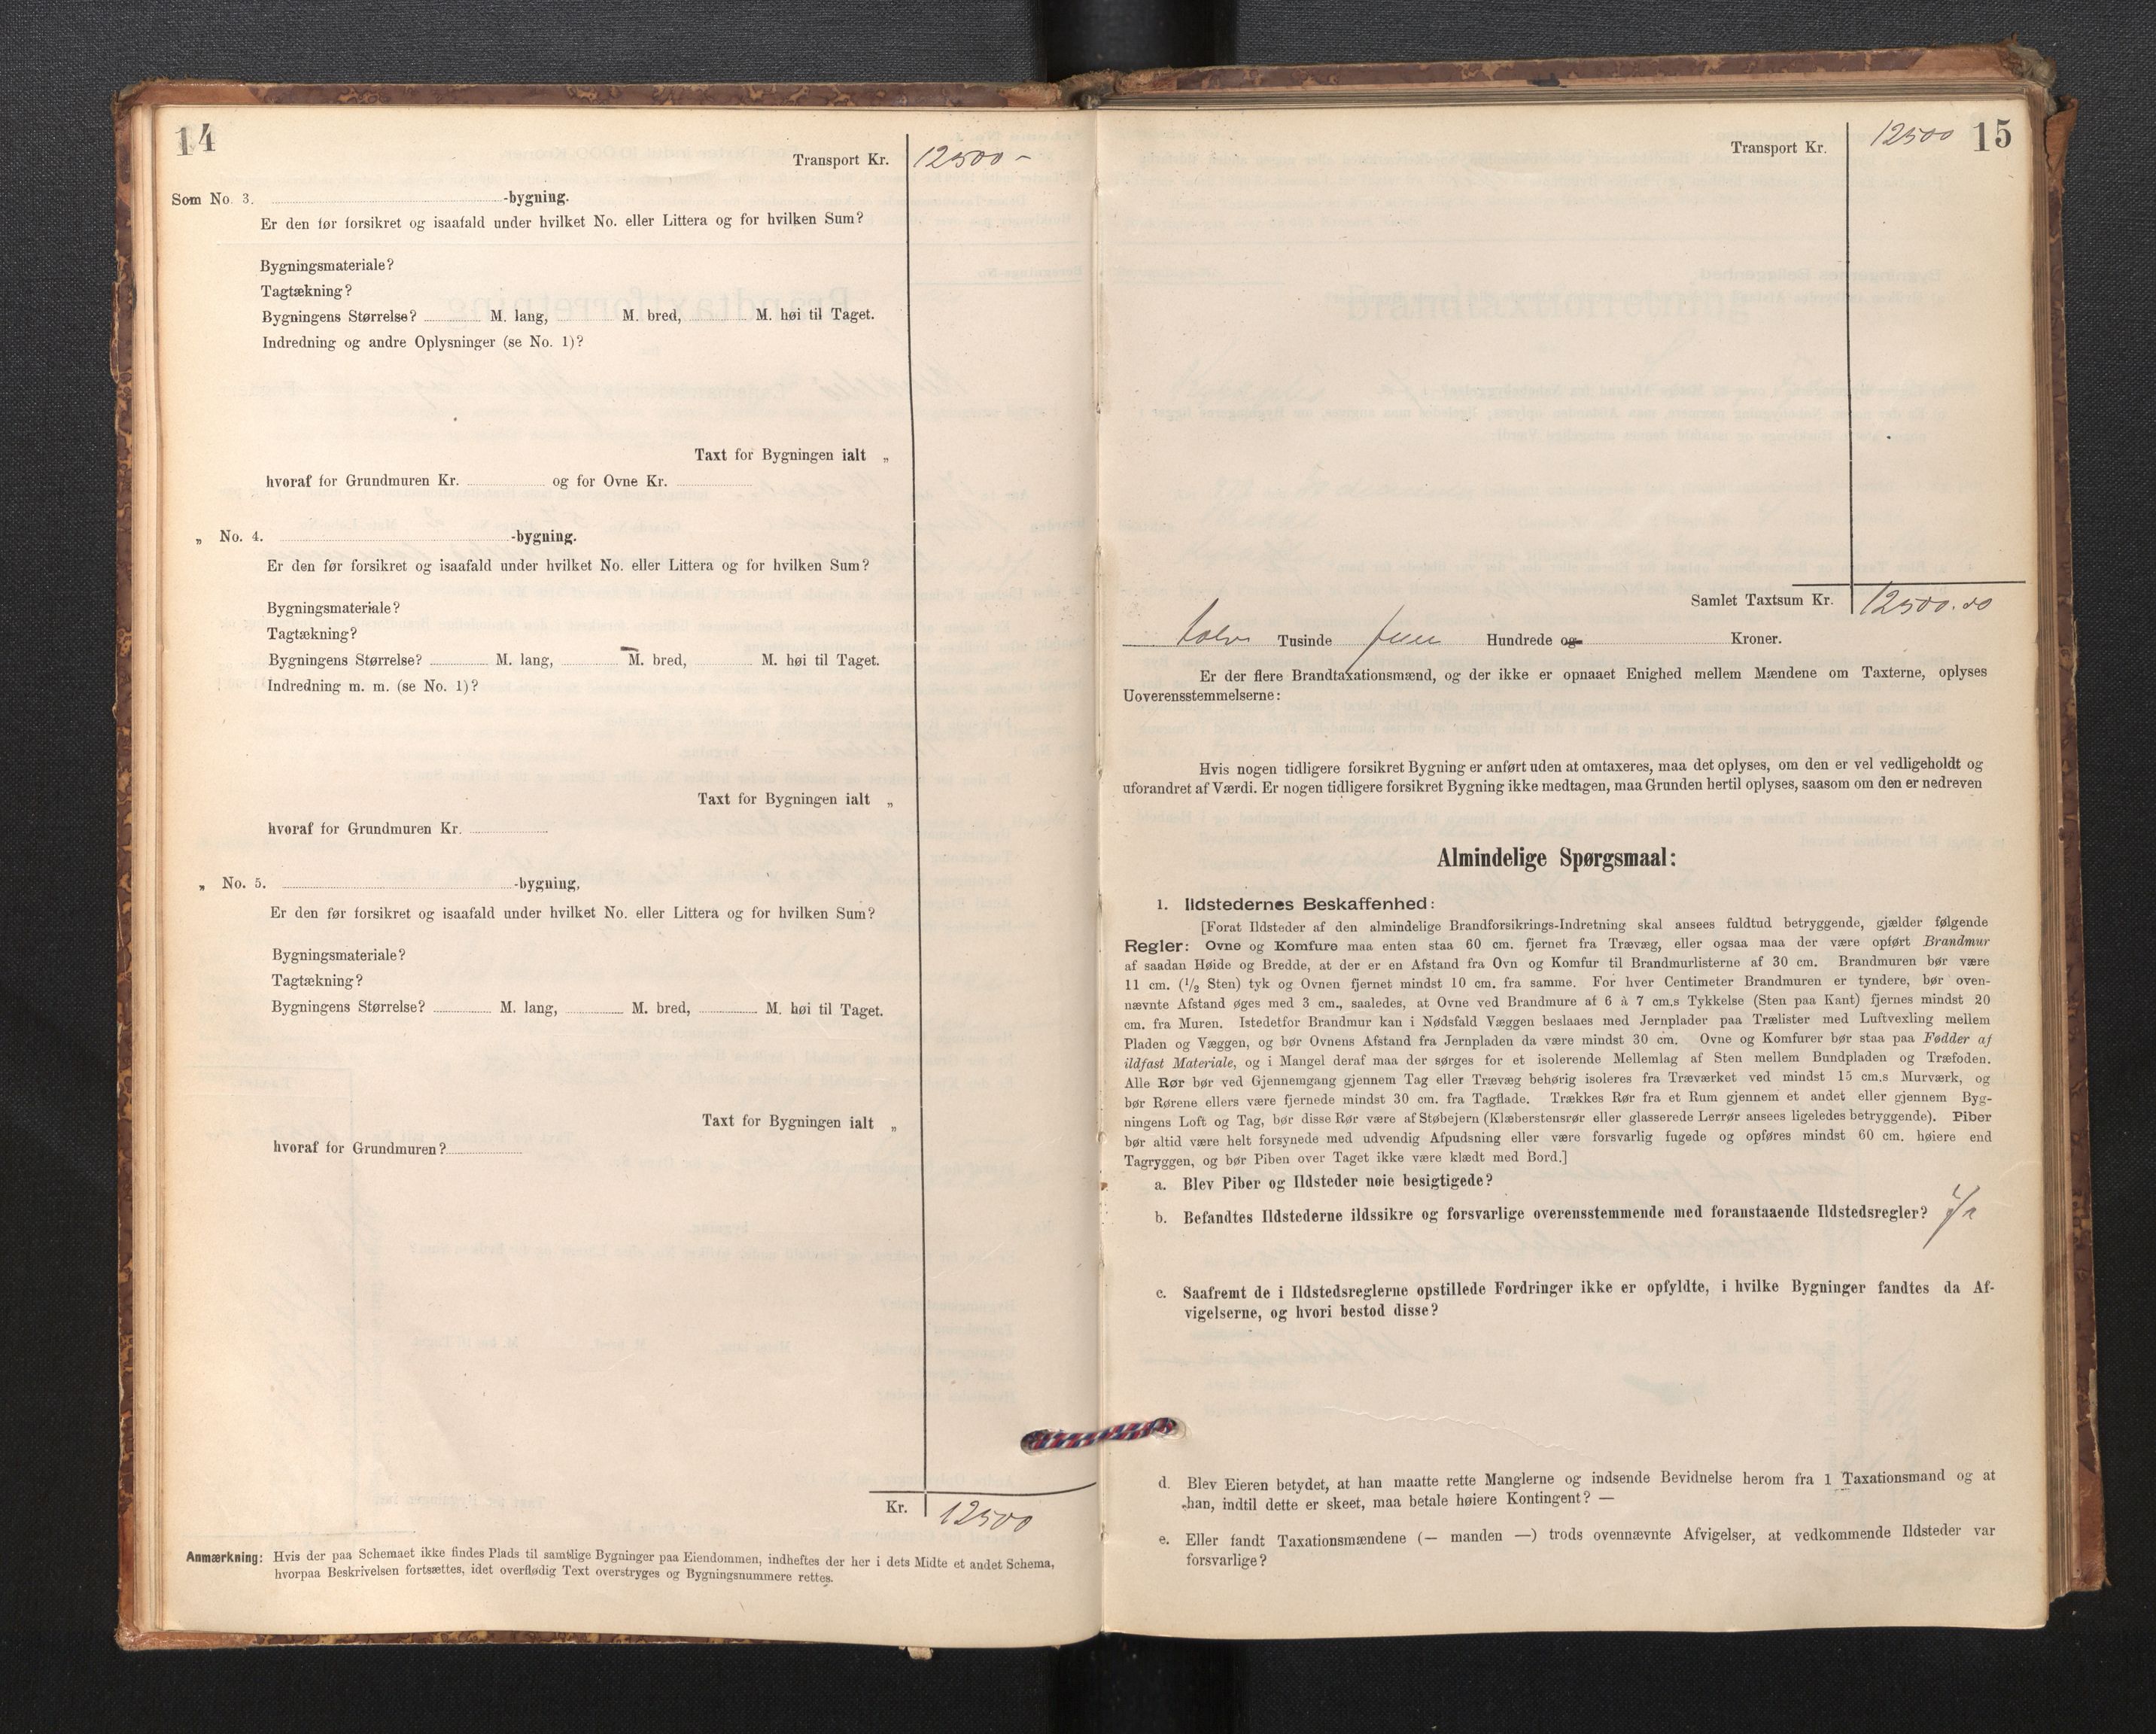 14
Transport Kr. 12500 -
Som No. 3. -bygning.
Er den før forsikret og isaafald under hvilket No. eller Littera og for hvilken Sum?
Bygningsmateriale?
Tagtækning?
Bygningens Størrelse? M. lang, M. bred, M. høi til Taget.
Indredning og andre Oplysninger (se No. 1)?
Taxt for Bygningen ialt „
hvoraf for Grundmuren Kr. og for Ovne Kr.
„ No. 4. -bygning.
Er den før forsikret og isaafald under hvilket No. eller Littera og for hvilken Sum?
Bygningsmateriale?
Tagtækning?
Bygningens Størrelse? M. lang, M. bred, M. høi til Taget.
Indredning m. m. (se No. 1)?
Taxt for Bygningen ialt „
hvoraf for Grundmuren Kr.
„ No. 5. -bygning,
Er den før forsikret og isaafald under hvilket No. eller Littera og for hvilken Sum?
Bygningsmateriale?
Tagtækning?
Bygningens Størrelse? M. lang, M. bred, M. høi til Taget.
Taxt for Bygningen ialt „
hvoraf for Grundmuren?
Kr. 12500
Anmærkning: Hvis der paa Schemaet ikke findes Plads til samtlige Bygninger paa Eiendommen, indheftes der her i dets Midte et andet Schema,
hvorpaa Beskrivelsen fortsættes, idet overflødig Text overstryges og Bygningsnummere rettes.
Transport Kr. 12500 15
Samlet Taxtsum Kr. 12500.00
tolv Tusinde fem Hundrede og Kroner.
Er der flere Brandtaxationsmænd, og der ikke er opnaaet Enighed mellem Mændene om Taxterne, oplyses
Uoverensstemmelserne:
Hvis nogen tidligere forsikret Bygning er anført uden at omtaxeres, maa det oplyses, om den er vel vedligeholdt og
uforandret af Værdi. Er nogen tidligere forsikret Bygning ikke medtagen, maa Grunden hertil oplyses, saasom om den er nedreven
Almindelige Spørgsmaal:
1. Ildstedernes Beskaffenhed:
[Forat Ildsteder af den almindelige Brandforsikrings-Indretning skal ansees fuldtud betryggende, gjælder følgende
Regler: Ovne og Komfure maa enten staa 60 cm. fjernet fra Trævæg, eller ogsaa maa der være opført Brandmur
af saadan Høide og Bredde, at der er en Afstand fra Ovn og Komfur til Brandmurlisterne af 30 cm. Brandmuren bør være
11 cm. (1/2 Sten) tyk og Ovnen fjernet mindst 10 cm. fra samme. For hver Centimeter Brandmuren er tyndere, bør oven-
nævnte Afstand øges med 3 cm., saaledes, at Ovne ved Brandmure af 6 à 7 cm.s Tykkelse (Sten paa Kant) fjernes mindst 20
cm. fra Muren. Istedetfor Brandmur kan i Nødsfald Væggen beslaaes med Jernplader paa Trælister med Luftvexling mellem
Pladen og Væggen, og bør Ovnens Afstand fra Jernpladen da være mindst 30 cm. Ovne og Komfurer bør staa paa Fødder af
ildfast Materiale, og i Mangel deraf maa der sørges for et isolerende Mellemlag af Sten mellem Bundpladen og Træfoden.
Alle Rør bør ved Gjennemgang gjennem Tag eller Trævæg behørig isoleres fra Træværket ved mindst 15 cm.s Murværk, og
bør Rørene ellers være fjernede mindst 30 cm. fra Tagflade. Trækkes Rør fra et Rum gjennem et andet eller gjennem Byg-
ningens Loft og Tag, bør disse Rør være af Støbejern (Klæberstensrør eller glasserede Lerrør ansees ligeledes betryggende). Piber
bør altid være helt forsynede med udvendig Afpudsning eller være forsvarlig fugede og opføres mindst 60 cm. høiere end
Tagryggen, og bør Piben over Taget ikke være klædt med Bord.]
a. Blev Piber og Ildsteder nøie besigtigede?
b. Befandtes Ildstederne ildssikre og forsvarlige overensstemmende med foranstaaende Ildstedsregler? Ja
c. Saafremt de i Ildstedsreglerne opstillede Fordringer ikke er opfyldte, i hvilke Bygninger fandtes da Af-
vigelserne, og hvori bestod disse?
d. Blev Eieren betydet, at han maatte rette Manglerne og indsende Bevidnelse herom fra 1 Taxationsmand og at
han, indtil dette er skeet, maa betale høiere Kontingent? —
e. Eller fandt Taxationsmændene (— manden —) trods ovennævnte Afvigelser, at vedkommende Ildsteder var
forsvarlige?